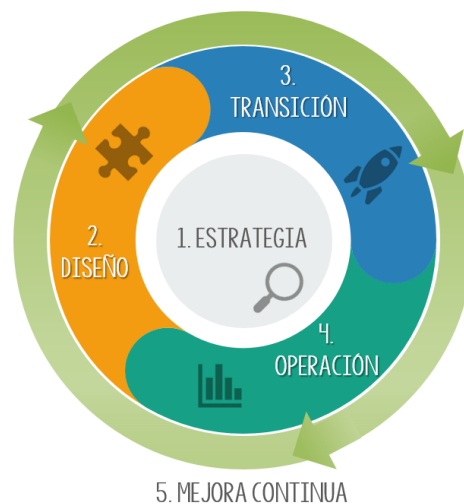 1. ESTRATEGIA
2.
DISEÑO
3.
TRANSICIÓN
4.
OPERACIÓN
5. MEJORA CONTINUA